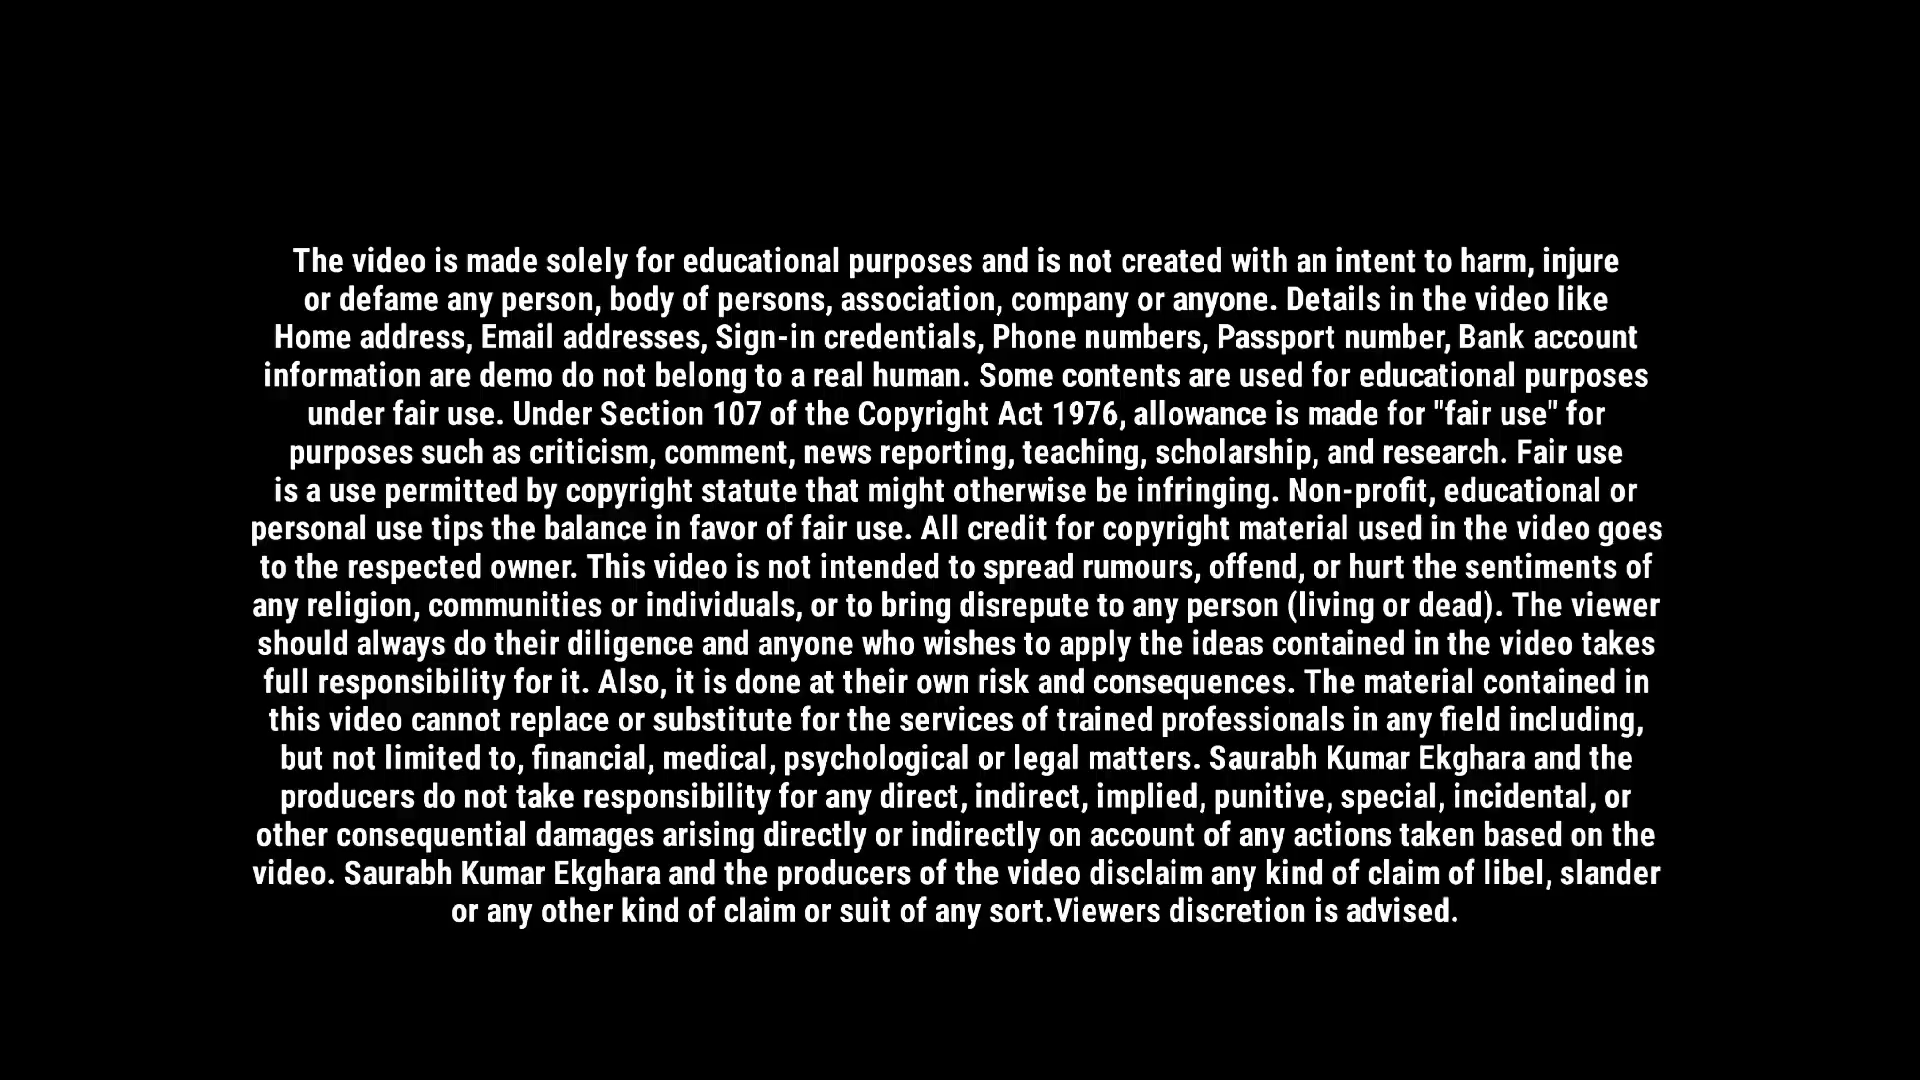 The video is made solely for educational purposes and is not created with an intent to harm, injure
or defame any person, body of persons, association, company or anyone. Details in the video like
Home address, Email addresses, Sign-in credentials, Phone numbers, Passport number, Bank account
information are demo do not belong to a real human. Some contents are used for educational purposes
under fair use. Under Section 107 of the Copyright Act 1976, allowance is made for "fair use" for
purposes such as criticism, comment, news reporting, teaching, scholarship, and research. Fair use
is a use permitted by copyright statute that might otherwise be infringing. Non-profit, educational or
personal use tips the balance in favor of fair use. All credit for copyright material used in the video goes
to the respected owner. This video is not intended to spread rumours, offend, or hurt the sentiments of
any religion, communities or individuals, or to bring disrepute to any person (living or dead). The viewer
should always do their diligence and anyone who wishes to apply the ideas contained in the video takes
full responsibility for it. Also, it is done at their own risk and consequences. The material contained in
this video cannot replace or substitute for the services of trained professionals in any field including,
but not limited to, financial, medical, psychological or legal matters. Saurabh Kumar Ekghara and the
producers do not take responsibility for any direct, indirect, implied, punitive, special, incidental, or
other consequential damages arising directly or indirectly on account of any actions taken based on the
video. Saurabh Kumar Ekghara and the producers of the video disclaim any kind of claim of libel, slander
or any other kind of claim or suit of any sort.Viewers discretion is advised.